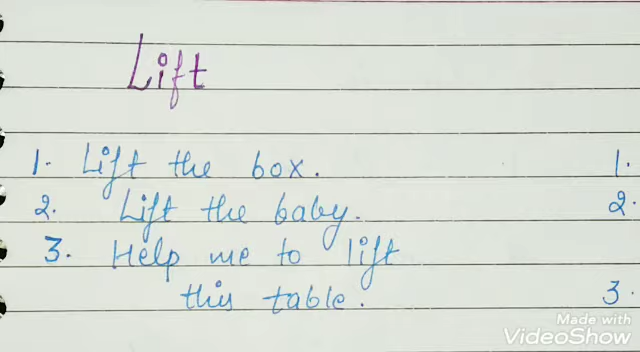 Lift
1. Lift the box. 1.
2. Lift the baby. 2.
3. Help me to lift
this table. 3.
Made with
VideoShow